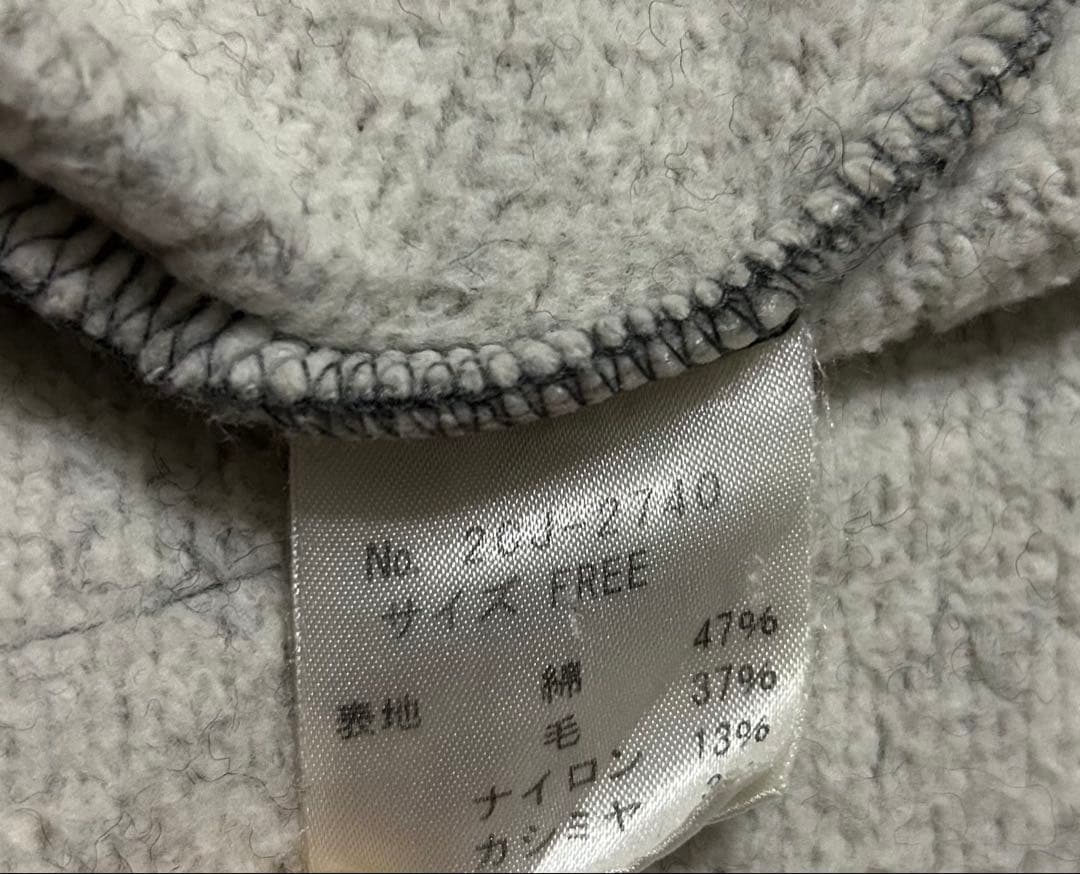 No 20J-2740
サイズ FREE
表地 綿 47%
毛 37%
ナイロン 13%
カシミヤ